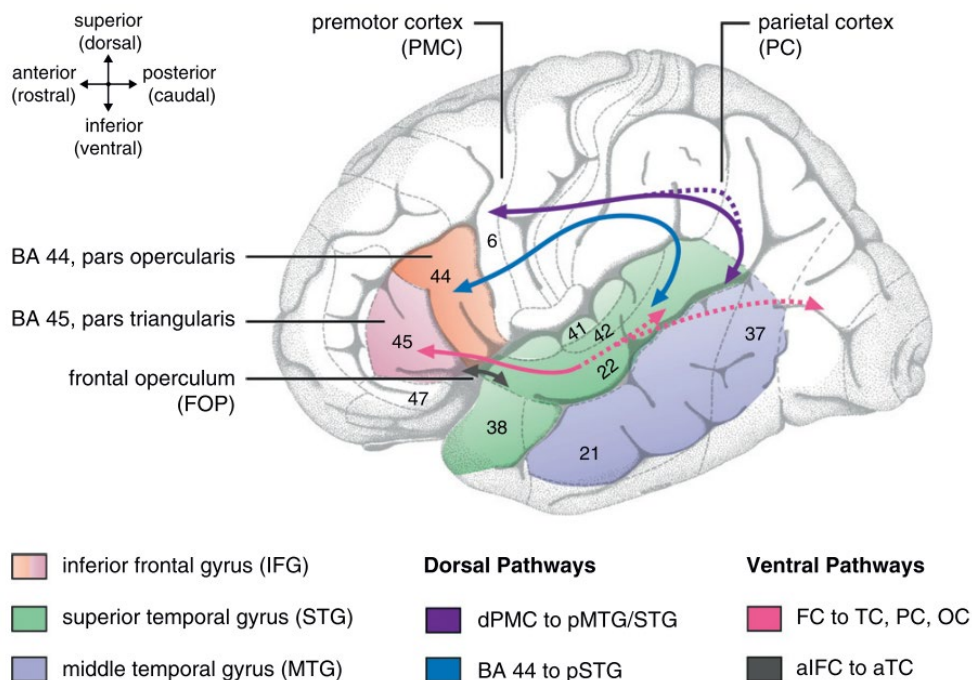 superior
(dorsal)
anterior
(rostral)
posterior
(caudal)
inferior
(ventral)
premotor cortex
(PMC)
parietal cortex
(PC)
BA 44, pars opercularis
BA 45, pars triangularis
frontal operculum
(FOP)
6
44
45
47
41
42
22
37
38
21
inferior frontal gyrus (IFG)
superior temporal gyrus (STG)
middle temporal gyrus (MTG)
Dorsal Pathways
dPMC to pMTG/STG
BA 44 to pSTG
Ventral Pathways
FC to TC, PC, OC
aIFC to aTC